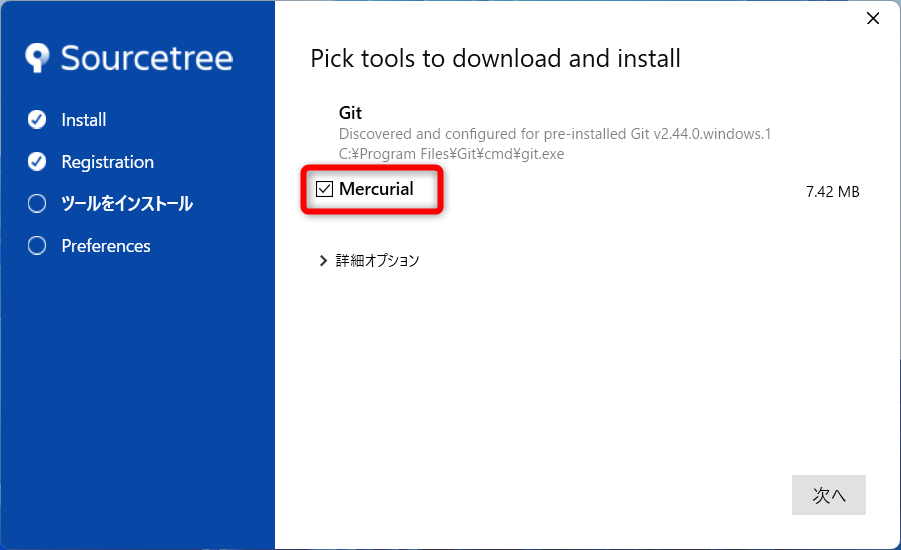 Sourcetree
Install
Registration
ツールをインストール
Preferences
Pick tools to download and install
Git
Discovered and configured for pre-installed Git v2.44.0.windows.1
C:¥Program Files¥Git¥cmd¥git.exe
Mercurial
7.42 MB
詳細オプション
次へ